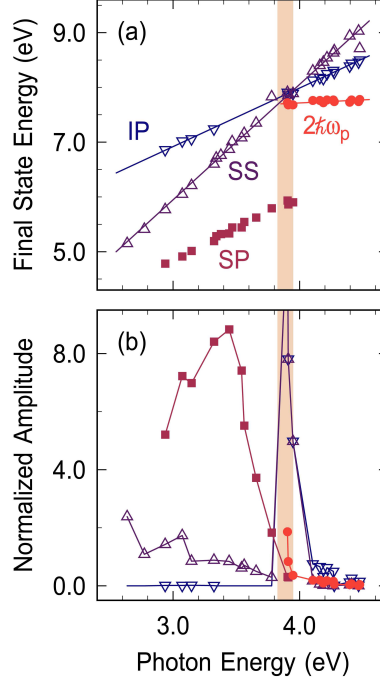 (a)
9.0
IP
2ℏω_p
7.0
SS
SP
5.0
Final State Energy (eV)
(b)
8.0
4.0
0.0
Normalized Amplitude
3.0 4.0
Photon Energy (eV)